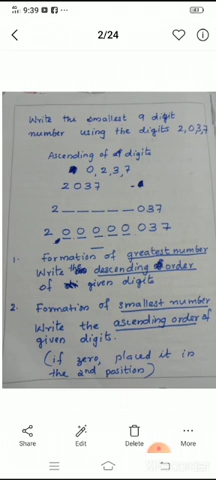 9:39
2/24
Write the smallest 9 digit
number using the digits 2,0,3,7
Ascending of 4 digits
0,2,3,7
2037
2 _ _ _ _ _ 037
2 0 0 0 0 0 0 3 7
1. Formation of greatest number
Write the descending order
of given digits
2. Formation of smallest number
Write the ascending order of
given digits.
(if zero, placed it in
the 2nd position)
Share
Edit
Delete
More